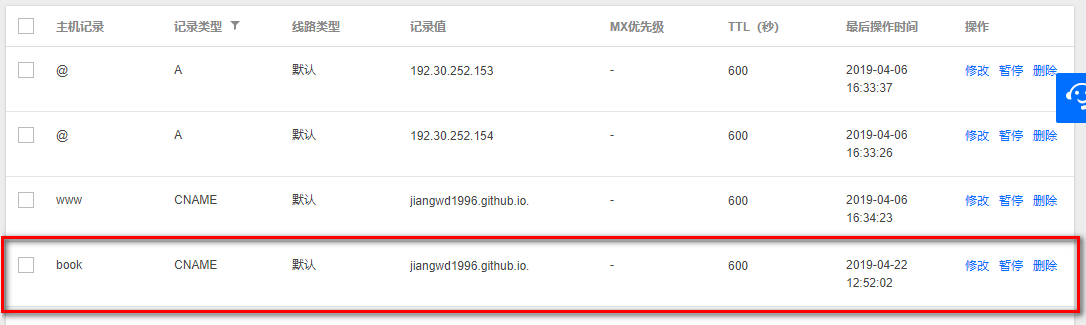 主机记录 记录类型 线路类型 记录值 MX优先级 TTL（秒） 最后操作时间 操作
@ A 默认 192.30.252.153 - 600 2019-04-06 修改 暂停 删除
16:33:37
@ A 默认 192.30.252.154 - 600 2019-04-06 修改 暂停 删除
16:33:26
www CNAME 默认 jiangwd1996.github.io. - 600 2019-04-06 修改 暂停 删除
16:34:23
book CNAME 默认 jiangwd1996.github.io. - 600 2019-04-22 修改 暂停 删除
12:52:02